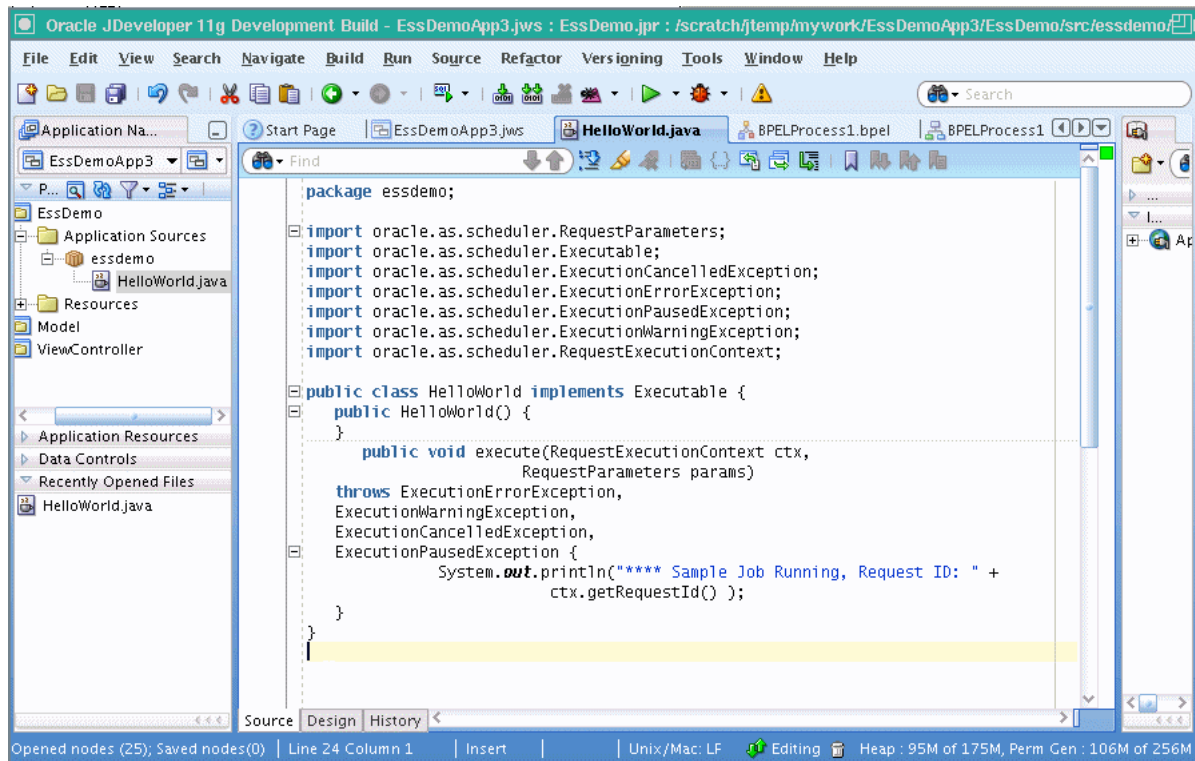 Oracle JDeveloper 11g Development Build - EssDemoApp3.jws : EssDemo.jpr : /scratch/jtemp/mywork/EssDemoApp3/EssDemo/src/essdemo/
File Edit View Search Navigate Build Run Source Refactor Versioning Tools Window Help
Search
Application Na...
Start Page EssDemoApp3.jws HelloWorld.java BPELProcess1.bpel BPELProcess1
EssDemoApp3
Find
P...
EssDemo
Application Sources
essdemo
HelloWorld.java
Resources
Model
ViewController
Application Resources
Data Controls
Recently Opened Files
HelloWorld.java
package essdemo;
import oracle.as.scheduler.RequestParameters;
import oracle.as.scheduler.Executable;
import oracle.as.scheduler.ExecutionCancelledException;
import oracle.as.scheduler.ExecutionErrorException;
import oracle.as.scheduler.ExecutionPausedException;
import oracle.as.scheduler.ExecutionWarningException;
import oracle.as.scheduler.RequestExecutionContext;
public class HelloWorld implements Executable {
public HelloWorld() {
}
public void execute(RequestExecutionContext ctx,
RequestParameters params)
throws ExecutionErrorException,
ExecutionWarningException,
ExecutionCancelledException,
ExecutionPausedException {
System.out.println("**** Sample Job Running, Request ID: " +
ctx.getRequestId() );
}
}
...
I...
Ap
Source Design History
Opened nodes (25); Saved nodes(0) Line 24 Column 1 Insert Unix/Mac: LF Editing Heap : 95M of 175M, Perm Gen : 106M of 256M